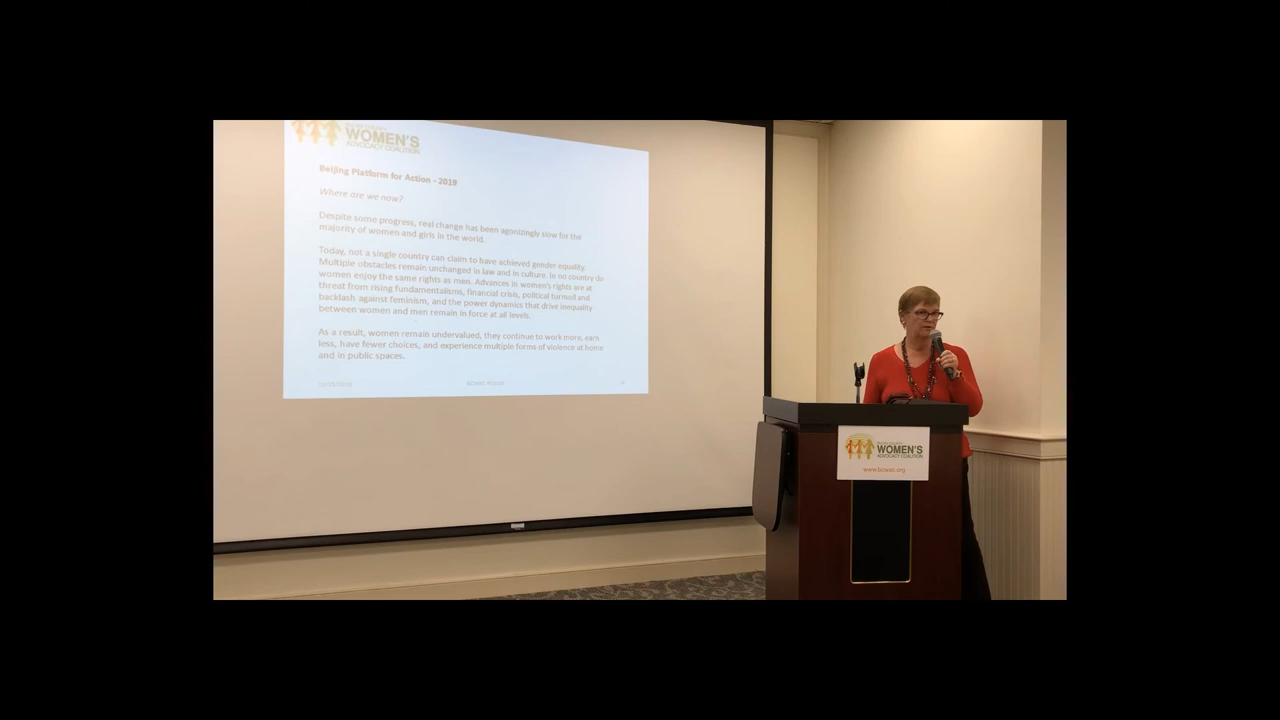 WOMEN'S
ADVOCACY COALITION
Beijing Platform for Action - 2019
Where are we now?
Despite some progress, real change has been agonizingly slow for the
majority of women and girls in the world.
Today, not a single country can claim to have achieved gender equality.
Multiple obstacles remain unchanged in law and in culture. In no country do
women enjoy the same rights as men. Advances in women's rights are at
threat from rising fundamentalisms, financial crisis, political turmoil and
backlash against feminism, and the power dynamics that drive inequality
between women and men remain in force at all levels.
As a result, women remain undervalued, they continue to work more, earn
less, have fewer choices, and experience multiple forms of violence at home
and in public spaces.
WOMEN'S
ADVOCACY COALITION
www.bcwac.org